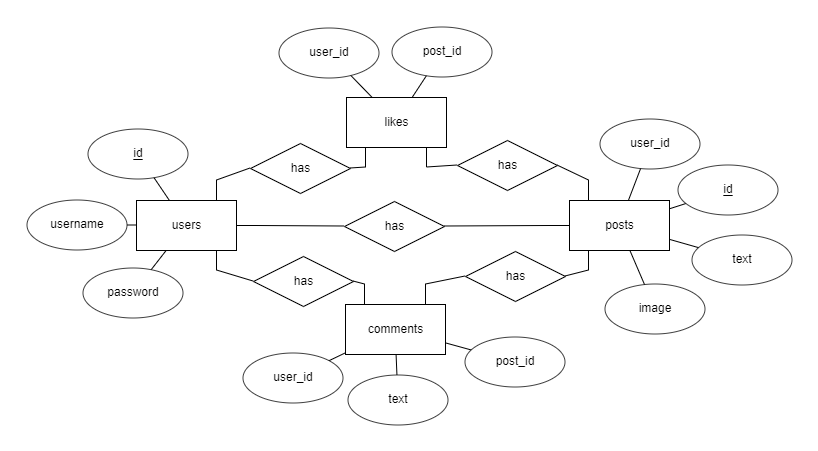 user_id
post_id
likes
has
has
id
user_id
id
username
users
has
posts
text
password
has
has
image
comments
user_id
text
post_id